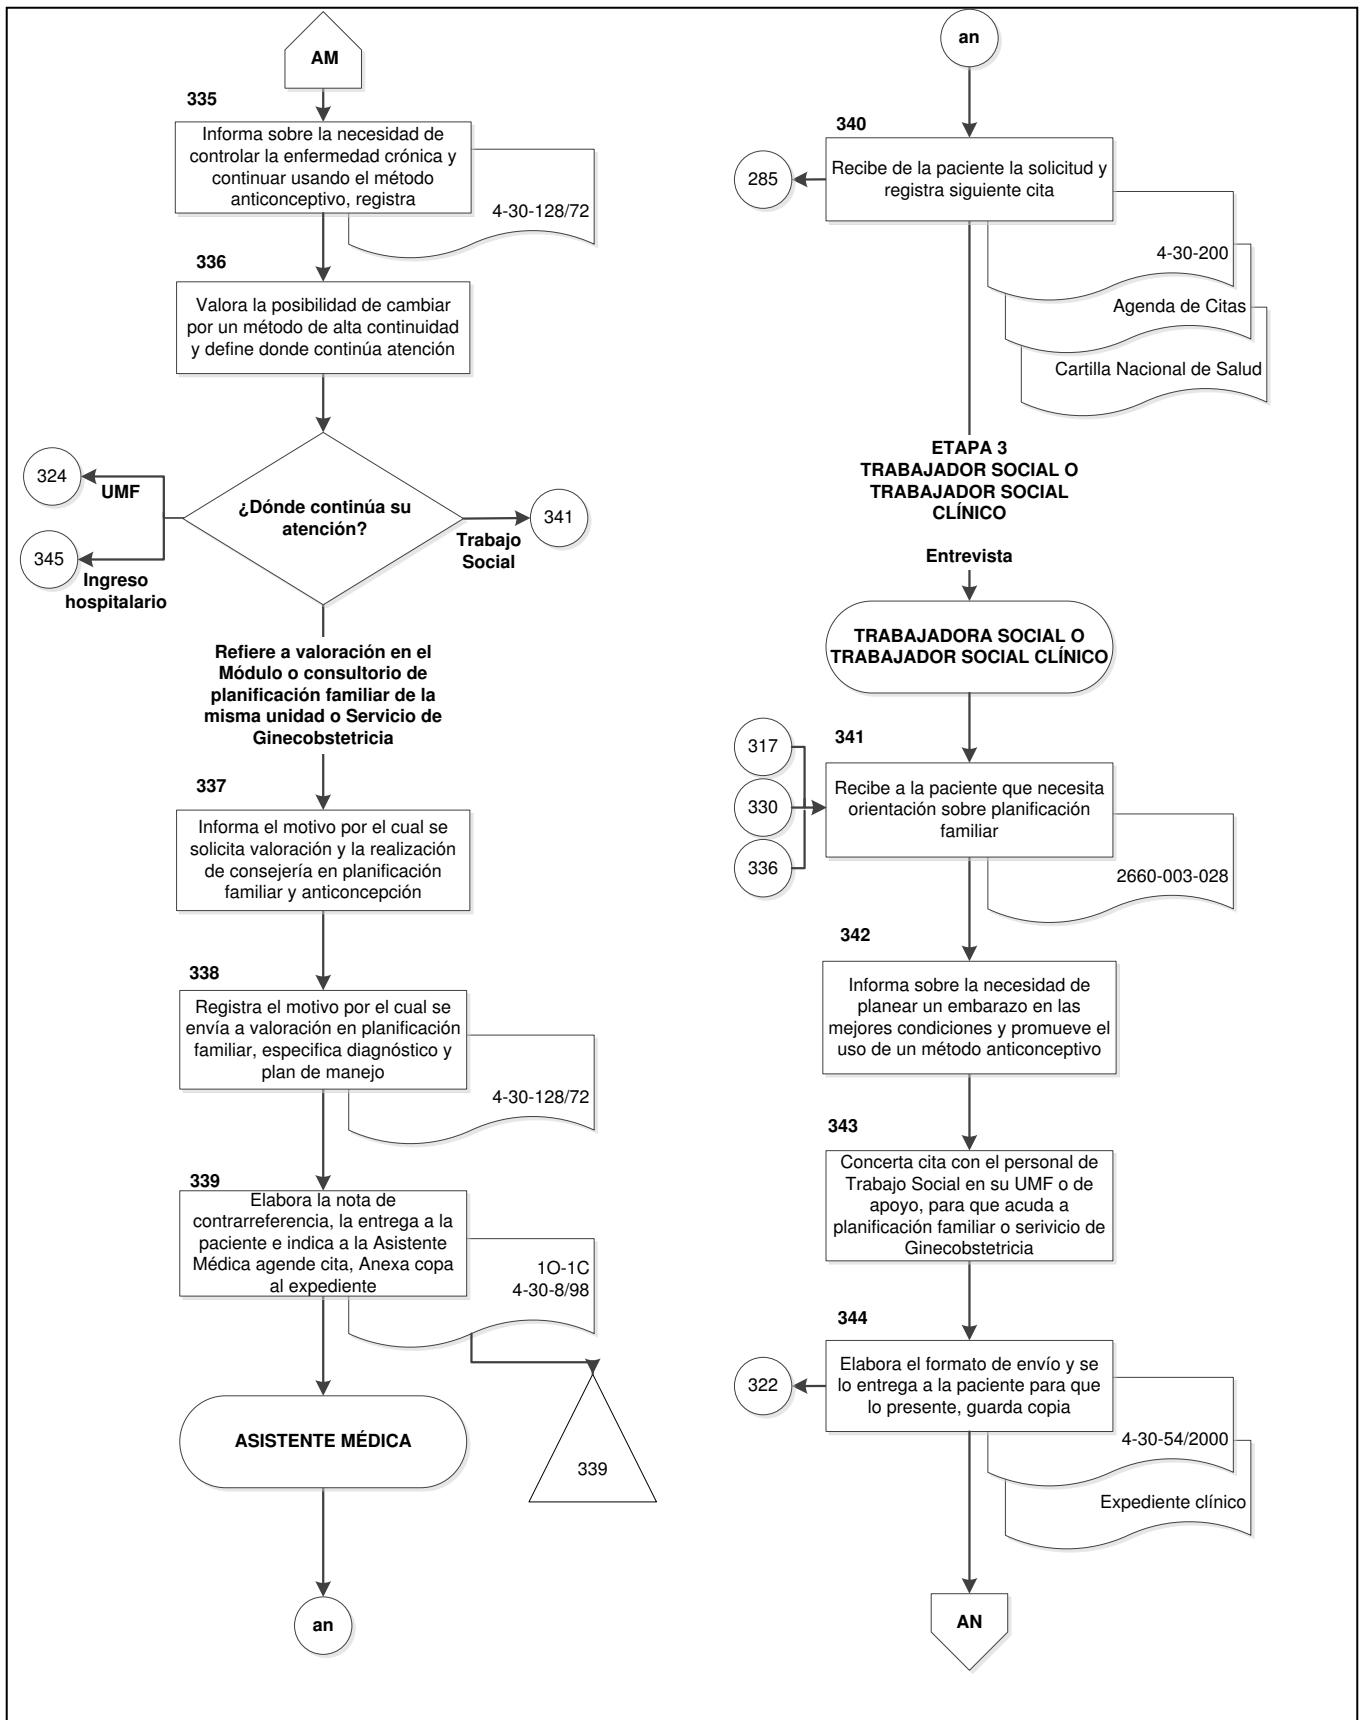 AM
335
Informa sobre la necesidad de
controlar la enfermedad crónica y
continuar usando el método
anticonceptivo, registra
4-30-128/72
336
Valora la posibilidad de cambiar
por un método de alta continuidad
y define donde continúa atención
324
UMF
¿Dónde continúa su
atención?
341
Trabajo
Social
345
Ingreso
hospitalario
Refiere a valoración en el
Módulo o consultorio de
planificación familiar de la
misma unidad o Servicio de
Ginecobstetricia
337
Informa el motivo por el cual se
solicita valoración y la realización
de consejería en planificación
familiar y anticoncepción
338
Registra el motivo por el cual se
envía a valoración en planificación
familiar, especifica diagnóstico y
plan de manejo
4-30-128/72
339
Elabora la nota de
contrarreferencia, la entrega a la
paciente e indica a la Asistente
Médica agende cita, Anexa copa
al expediente
1O-1C
4-30-8/98
339
ASISTENTE MÉDICA
an
an
340
Recibe de la paciente la solicitud y
registra siguiente cita
285
4-30-200
Agenda de Citas
Cartilla Nacional de Salud
ETAPA 3
TRABAJADOR SOCIAL O
TRABAJADOR SOCIAL
CLÍNICO
Entrevista
TRABAJADORA SOCIAL O
TRABAJADOR SOCIAL CLÍNICO
317
330
336
341
Recibe a la paciente que necesita
orientación sobre planificación
familiar
2660-003-028
342
Informa sobre la necesidad de
planear un embarazo en las
mejores condiciones y promueve el
uso de un método anticonceptivo
343
Concerta cita con el personal de
Trabajo Social en su UMF o de
apoyo, para que acuda a
planificación familiar o serivicio de
Ginecobstetricia
344
Elabora el formato de envío y se
lo entrega a la paciente para que
lo presente, guarda copia
322
4-30-54/2000
Expediente clínico
AN